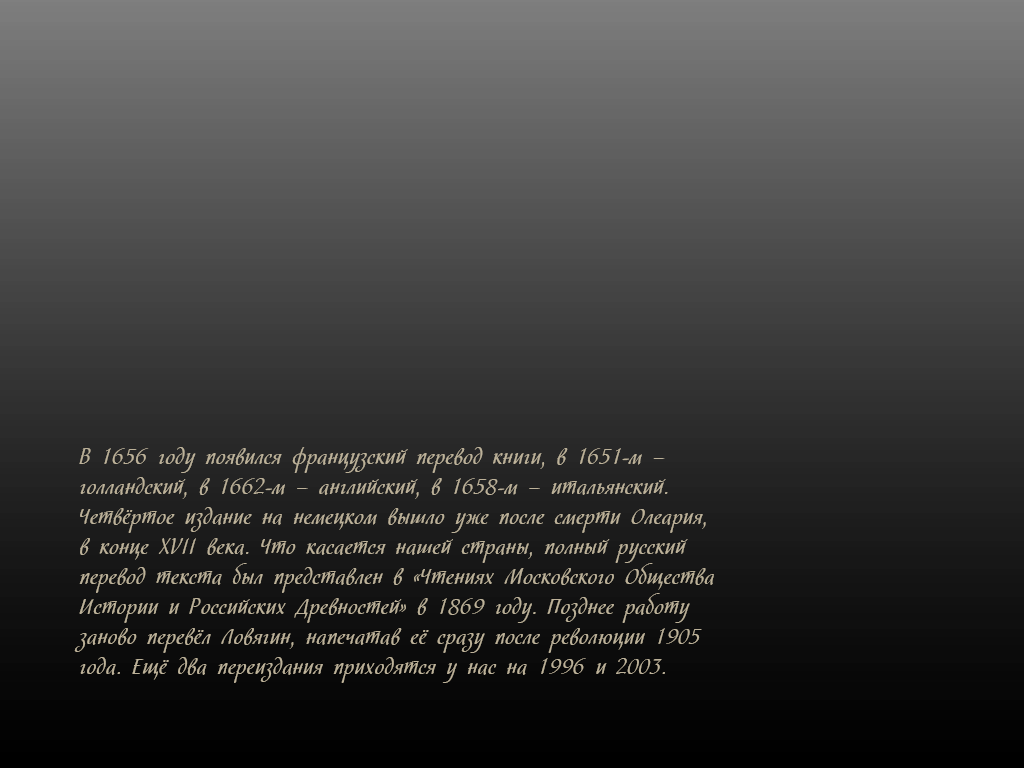 В 1656 году появился французский перевод книги, в 1651-м –
голландский, в 1662-м – английский, в 1658-м – итальянский.
Четвёртое издание на немецком вышло уже после смерти Олеария,
в конце XVII века. Что касается нашей страны, полный русский
перевод текста был представлен в «Чтениях Московского Общества
Истории и Российских Древностей» в 1869 году. Позднее работу
заново перевёл Ловягин, напечатав её сразу после революции 1905
года. Ещё два переиздания приходятся у нас на 1996 и 2003.